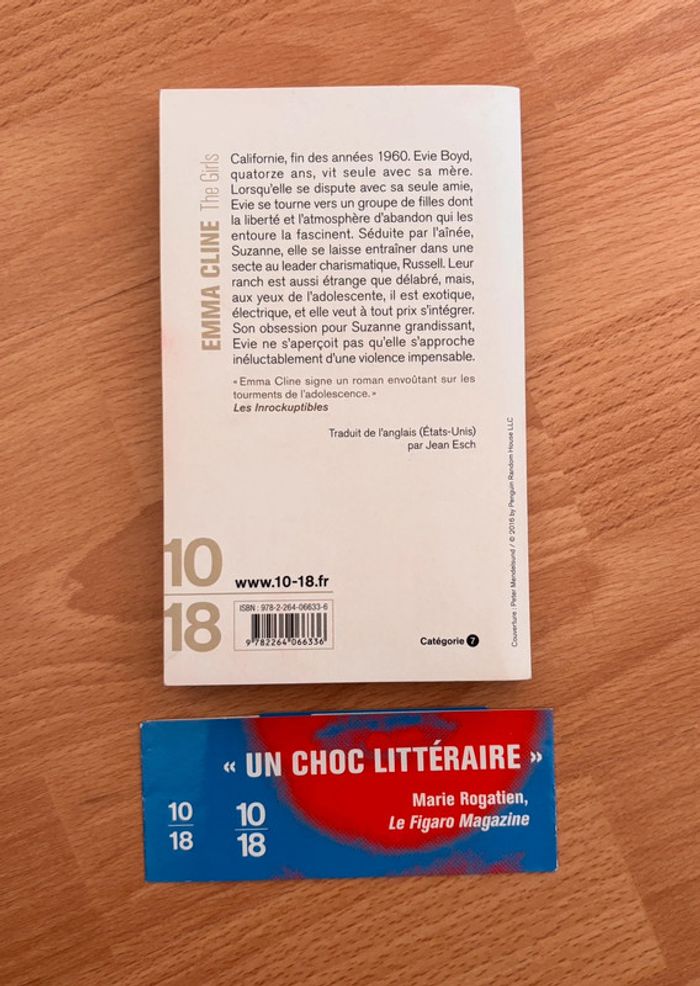 EMMA CLINE The Girls
Californie, fin des années 1960. Evie Boyd,
quatorze ans, vit seule avec sa mère.
Lorsqu'elle se dispute avec sa seule amie,
Evie se tourne vers un groupe de filles dont
la liberté et l'atmosphère d'abandon qui les
entoure la fascinent. Séduite par l'aînée,
Suzanne, elle se laisse entraîner dans une
secte au leader charismatique, Russell. Leur
ranch est aussi étrange que délabré, mais,
aux yeux de l'adolescente, il est exotique,
électrique, et elle veut à tout prix s'intégrer.
Son obsession pour Suzanne grandissant,
Evie ne s'aperçoit pas qu'elle s'approche
inéluctablement d'une violence impensable.
« Emma Cline signe un roman envoûtant sur les
tourments de l'adolescence. »
Les Inrockuptibles
Traduit de l'anglais (États-Unis)
par Jean Esch
Couverture : Peter Mendelsund / © 2016 by Penguin Random House LLC
10
18
www.10-18.fr
ISBN : 978-2-264-06633-6
9 782264 066336
Catégorie 7
« UN CHOC LITTÉRAIRE »
Marie Rogatien,
Le Figaro Magazine
10
18
10
18